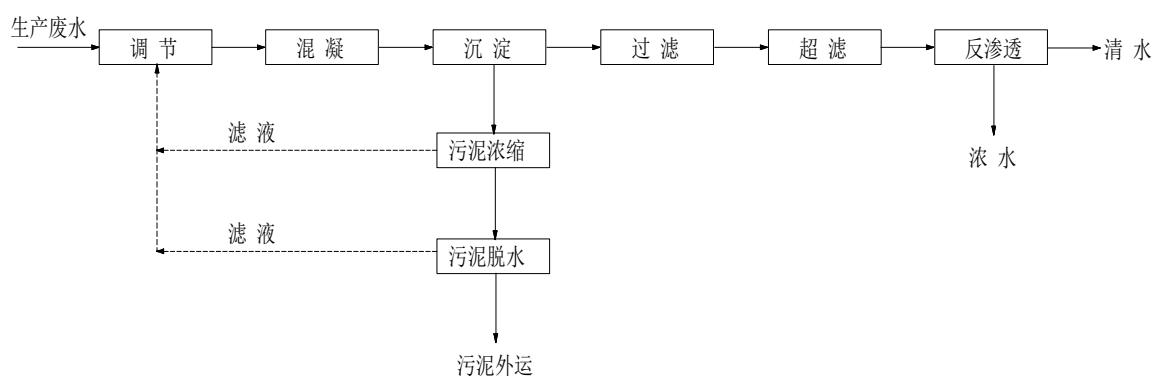 生产废水
调节
混凝
沉淀
过滤
超滤
反渗透
清水
滤液
污泥浓缩
浓水
滤液
污泥脱水
污泥外运